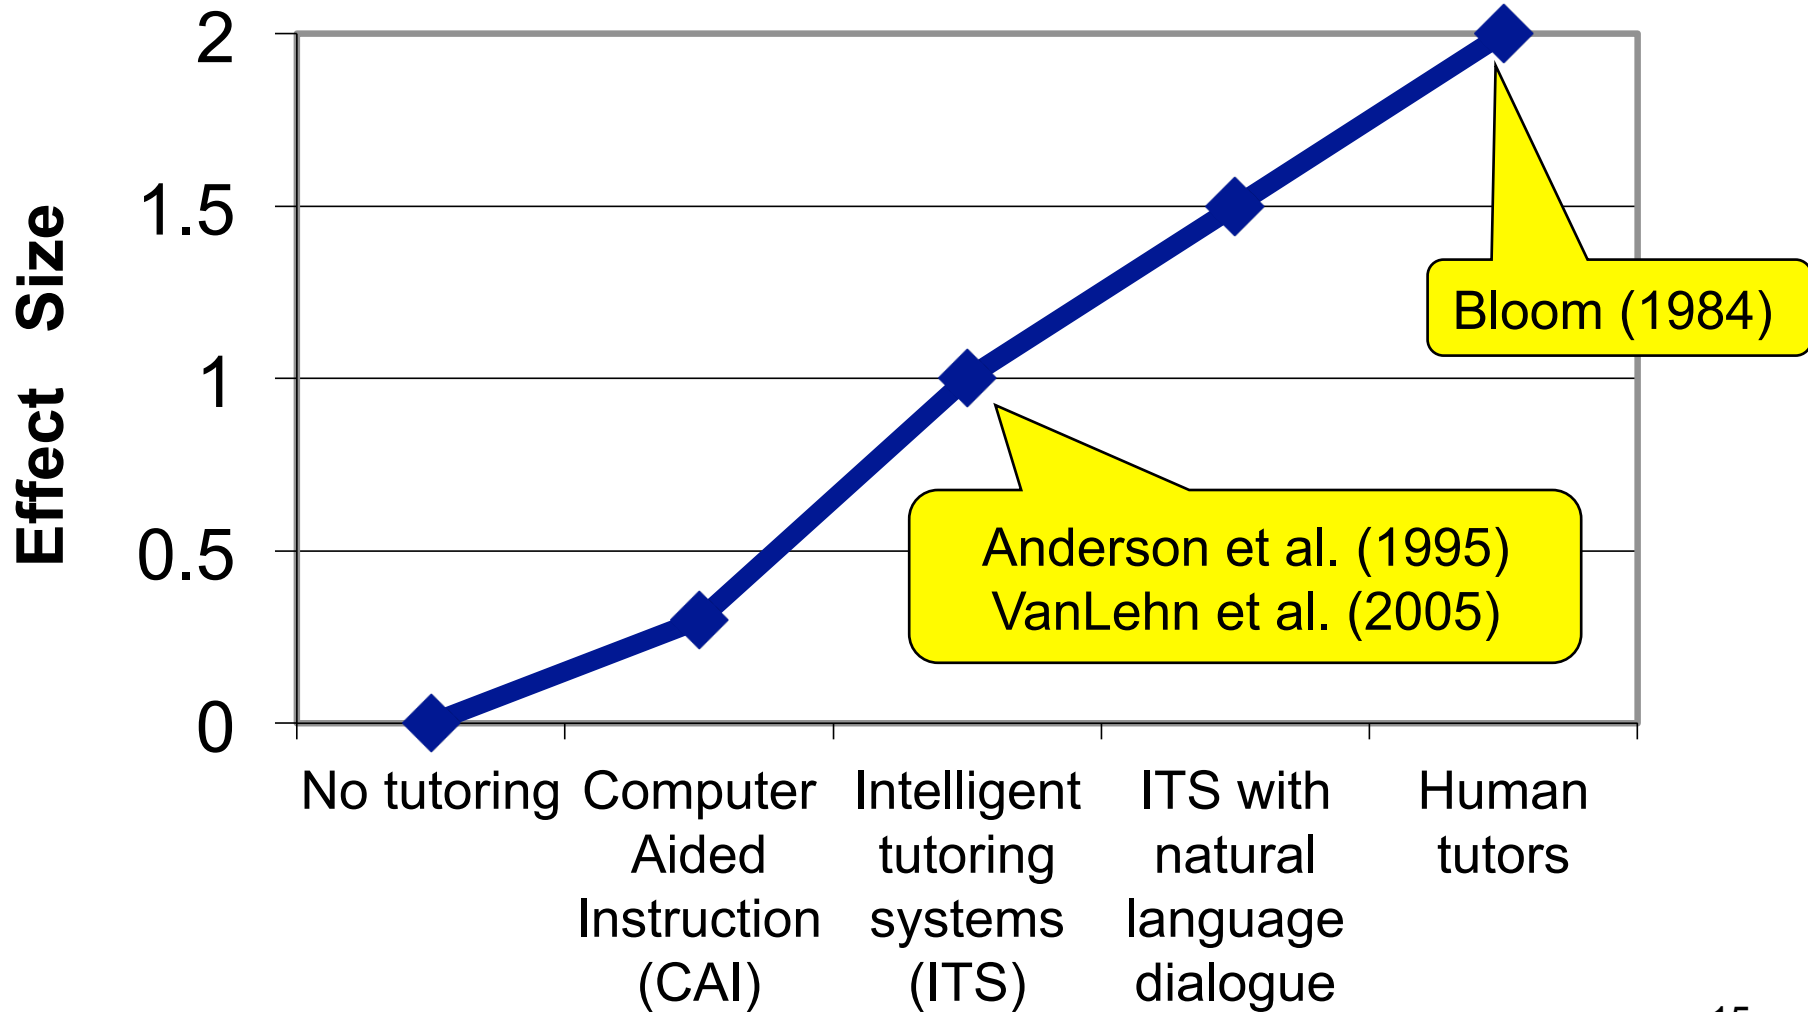 2
1.5
1
0.5
0
Effect Size
Bloom (1984)
Anderson et al. (1995)
VanLehn et al. (2005)
No tutoring
Computer
Aided
Instruction
(CAI)
Intelligent
tutoring
systems
(ITS)
ITS with
natural
language
dialogue
Human
tutors
15